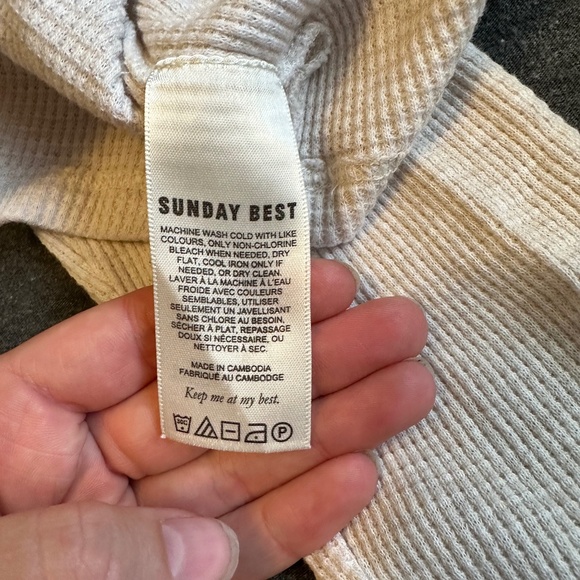 SUNDAY BEST
MACHINE WASH COLD WITH LIKE
COLOURS, ONLY NON-CHLORINE
BLEACH WHEN NEEDED, DRY
FLAT, COOL IRON ONLY IF
NEEDED, OR DRY CLEAN.
LAVER À LA MACHINE À L'EAU
FROIDE AVEC COULEURS
SEMBLABLES, UTILISER
SEULEMENT UN JAVELLISANT
SANS CHLORE AU BESOIN,
SÉCHER À PLAT, REPASSAGE
DOUX SI NÉCESSAIRE, OU
NETTOYER À SEC.
MADE IN CAMBODIA
FABRIQUÉ AU CAMBODGE
Keep me at my best.
30C P